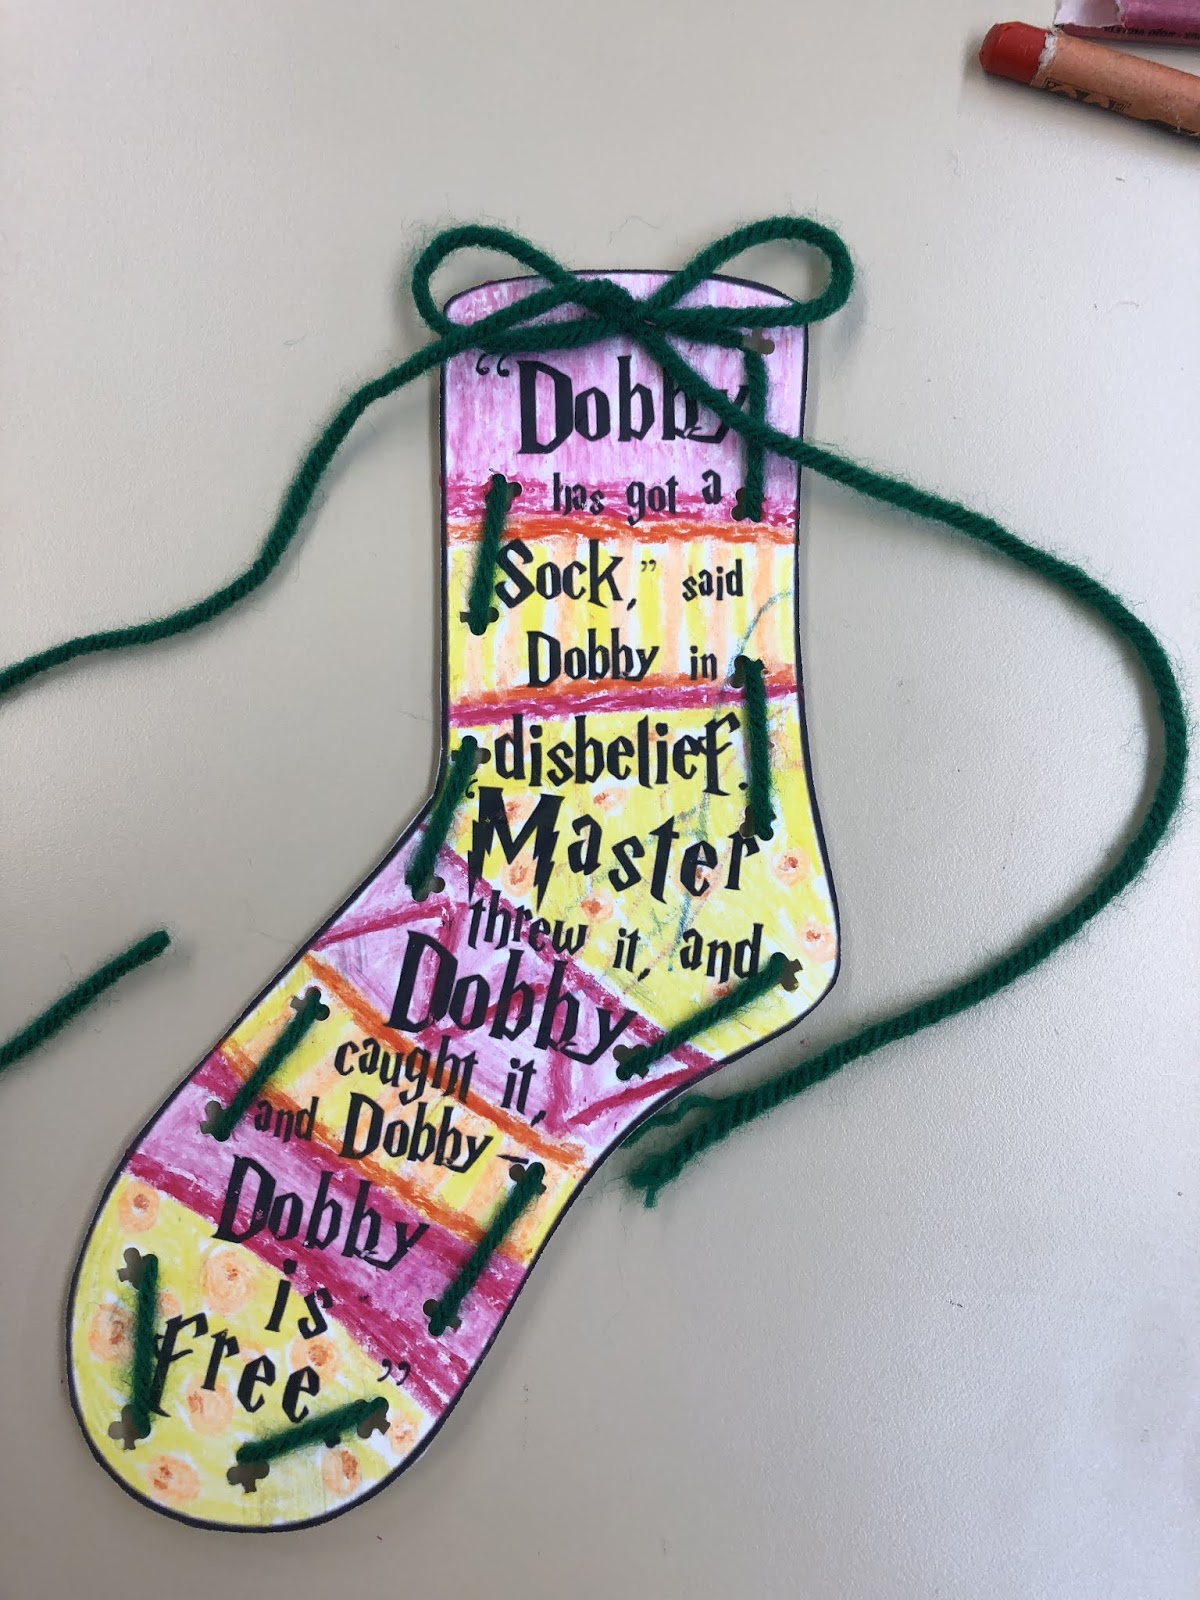 “Dobby
has got a
Sock,” said
Dobby in
disbelief.
“Master
threw it, and
Dobby
caught it,
and Dobby—
Dobby
is
free”